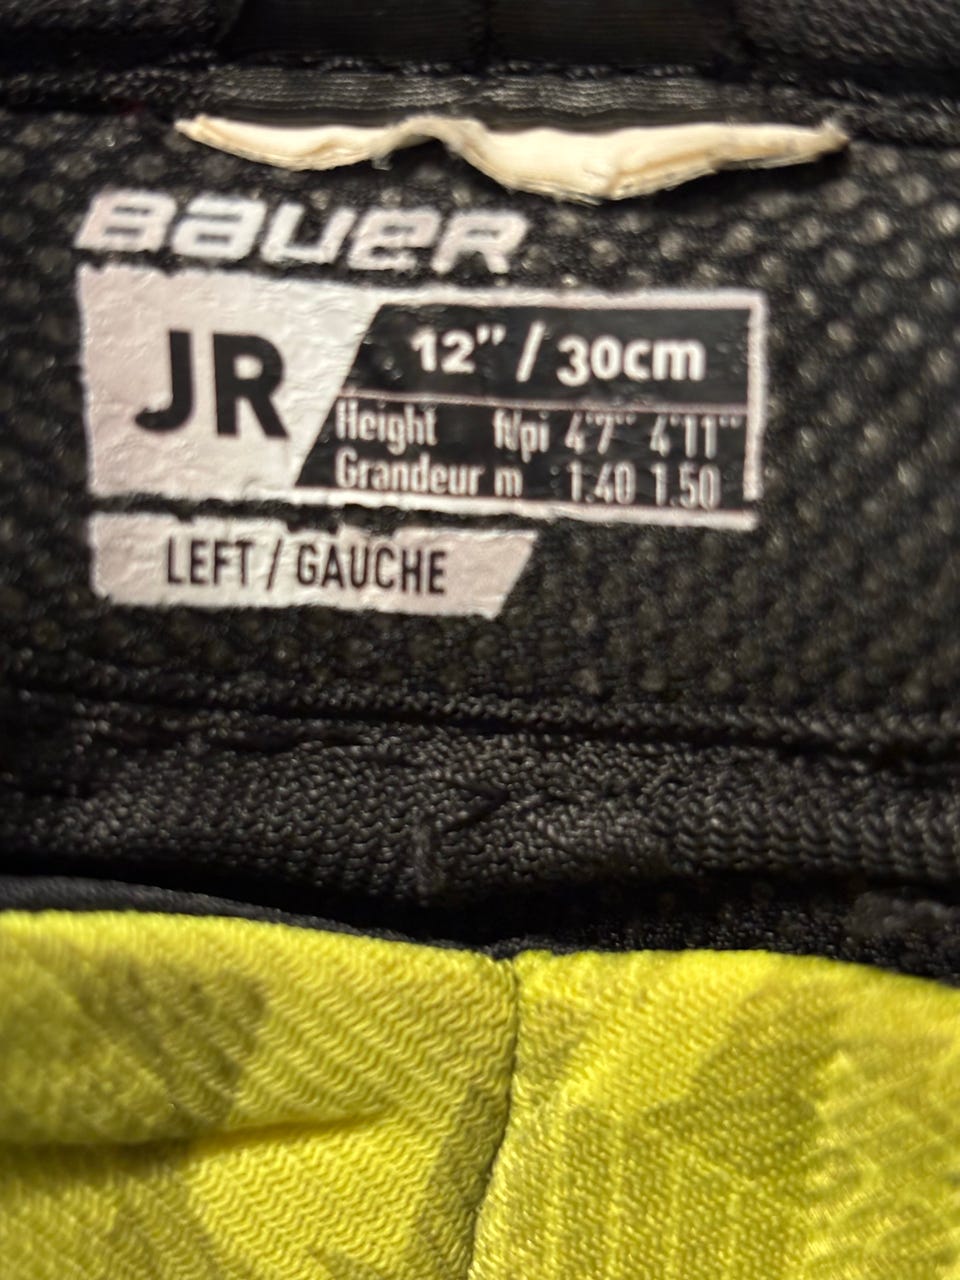 BAUER
JR
12" / 30cm
Height ft/pi 4'7" 4'11"
Grandeur m 1.40 1.50
LEFT / GAUCHE